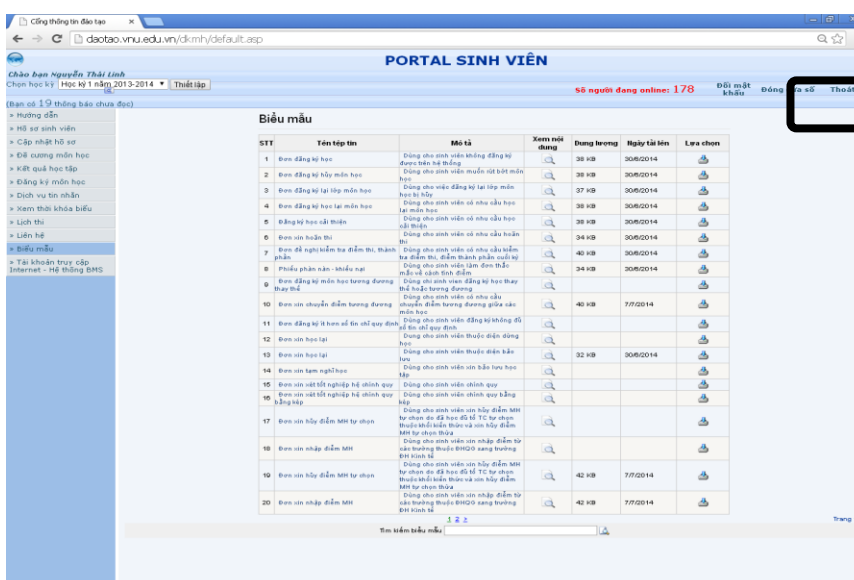 Cổng thông tin đào tạo
daotao.vnu.edu.vn/dkmh/default.asp
PORTAL SINH VIÊN
Chào bạn Nguyễn Thài Linh
Chọn học kỳ Học kỳ 1 năm 2013-2014 Thiết lập
Số người đang online: 178
Đổi mật khẩu
Đóng cửa sổ
Thoát
(Bạn có 19 thông báo chưa đọc)
» Hướng dẫn
» Hồ sơ sinh viên
» Cập nhật hồ sơ
» Đề cương môn học
» Kết quả học tập
» Đăng ký môn học
» Dịch vụ tin nhắn
» Xem thời khóa biểu
» Lịch thi
» Liên hệ
» Biểu mẫu
» Tài khoản truy cập
Internet - Hệ thống BMS
Biểu mẫu
STT Tên tệp tin Mô tả Xem nội dung Dung lượng Ngày tải lên Lựa chọn
1 Đơn đăng ký học Dùng cho sinh viên không đăng ký được trên hệ thống 38 KB 30/6/2014
2 Đơn đăng ký hủy môn học Dùng cho sinh viên muốn rút bớt môn học 38 KB 30/6/2014
3 Đơn đăng ký lại lớp môn học Dùng cho việc đăng ký lại lớp môn học bị hủy 37 KB 30/6/2014
4 Đơn đăng ký học lại môn học Dùng cho sinh viên có nhu cầu học lại môn học 38 KB 30/6/2014
5 Đăng ký học cải thiện Dùng cho sinh viên có nhu cầu học cải thiện 38 KB 30/6/2014
6 Đơn xin hoãn thi Dùng cho sinh viên có nhu cầu hoãn thi 34 KB 30/6/2014
7 Đơn đề nghị kiểm tra điểm thi, thành phần Dùng cho sinh viên có nhu cầu kiểm tra điểm thi, điểm thành phần cuối kỳ 40 KB 30/6/2014
8 Phiếu phàn nàn - khiếu nại Dùng cho sinh viên làm đơn thắc mắc về cách tính điểm 34 KB 30/6/2014
9 Đơn đăng ký môn học tương đương thay thế Dùng chi sinh vien đăng ký học thay thế hoặc tương đương
10 Đơn xin chuyển điểm tương đương Dùng cho sinh viên có nhu cầu chuyển điểm tương đương giữa các môn học 40 KB 7/7/2014
11 Đơn đăng ký ít hơn số tín chỉ quy định Dùng cho sinh viên đăng ký không đủ số tín chỉ quy định
12 Đơn xin học lại Dung cho sinh viên thuộc diện dừng học
13 Đơn xin học lại Dùng cho sinh viên thuộc diện bảo lưu 32 KB 30/6/2014
14 Đơn xin tạm nghỉ học Dùng cho sinh viên xin bảo lưu học tập
15 Đơn xin xét tốt nghiệp hệ chính quy Dùng cho sinh viên chính quy
16 Đơn xin xét tốt nghiệp hệ chính quy bằng kép Dùng cho sinh viên chính quy bằng kép
17 Đơn xin hủy điểm MH tự chọn Dùng cho sinh viên xin hủy điểm MH tự chọn do đã học đủ tổ TC tự chọn thuộc khối kiến thức và xin hủy điểm MH tự chọn thừa
18 Đơn xin nhập điểm MH Dùng cho sinh viên xin nhập điểm từ các trường thuộc ĐHQG sang trường ĐH Kinh tế
19 Đơn xin hủy điểm MH tự chọn Dùng cho sinh viên xin hủy điểm MH tự chọn do đã học đủ tổ TC tự chọn thuộc khối kiến thức và xin hủy điểm MH tự chọn thừa 42 KB 7/7/2014
20 Đơn xin nhập điểm MH Dùng cho sinh viên xin nhập điểm từ các trường thuộc ĐHQG sang trường ĐH Kinh tế 42 KB 7/7/2014
1 2 >
Trang
Tìm kiếm biểu mẫu